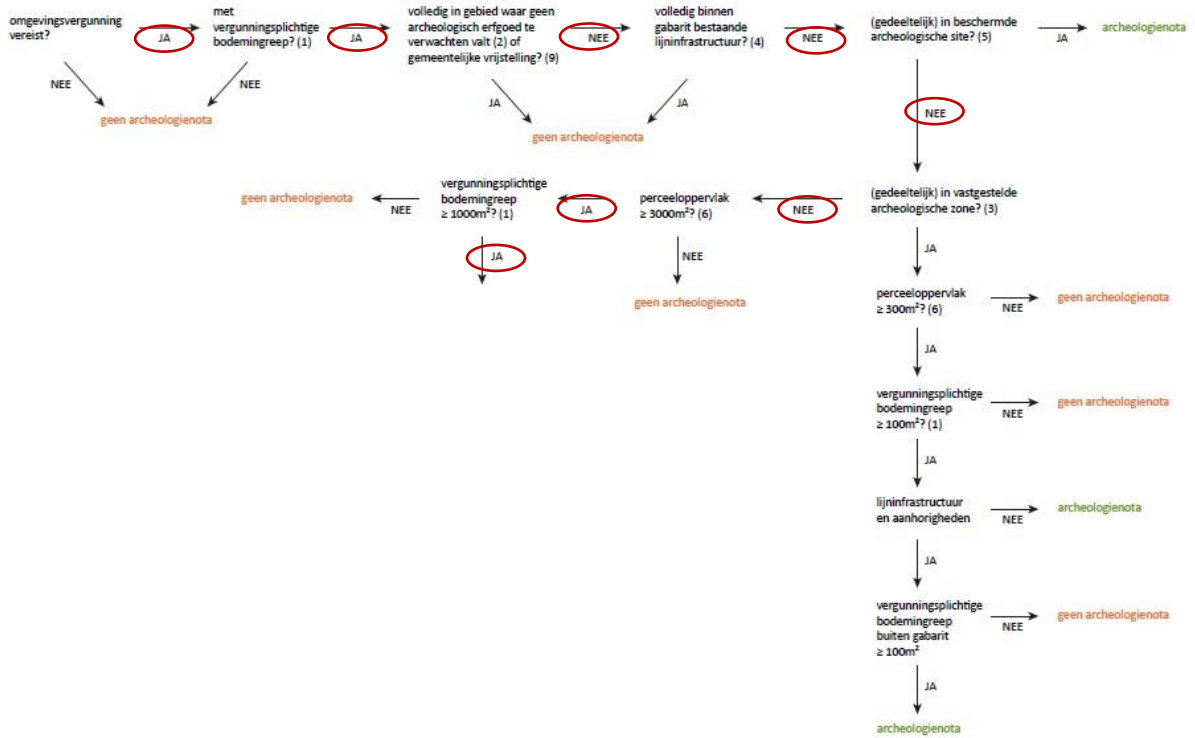 omgevingsvergunning
vereist?
JA
NEE
met
vergunningsplichtige
bodemingreep? (1)
JA
NEE
geen archeologienota
volledig in gebied waar geen
archeologisch erfgoed te
verwachten valt (2) of
gemeentelijke vrijstelling? (9)
NEE
JA
volledig binnen
gabarit bestaande
lijninfrastructuur? (4)
NEE
JA
geen archeologienota
(gedeeltelijk) in beschermde
archeologische site? (5)
JA
archeologienota
NEE
(gedeeltelijk) in vastgestelde
archeologische zone? (3)
NEE
perceeloppervlak
≥ 3000m²? (6)
JA
NEE
geen archeologienota
vergunningsplichtige
bodemingreep
≥ 1000m²? (1)
NEE
geen archeologienota
JA
JA
perceeloppervlak
≥ 300m²? (6)
NEE
geen archeologienota
JA
vergunningsplichtige
bodemingreep
≥ 100m²? (1)
NEE
geen archeologienota
JA
lijninfrastructuur
en aanhorigheden
NEE
archeologienota
JA
vergunningsplichtige
bodemingreep
buiten gabarit
≥ 100m²
NEE
geen archeologienota
JA
archeologienota